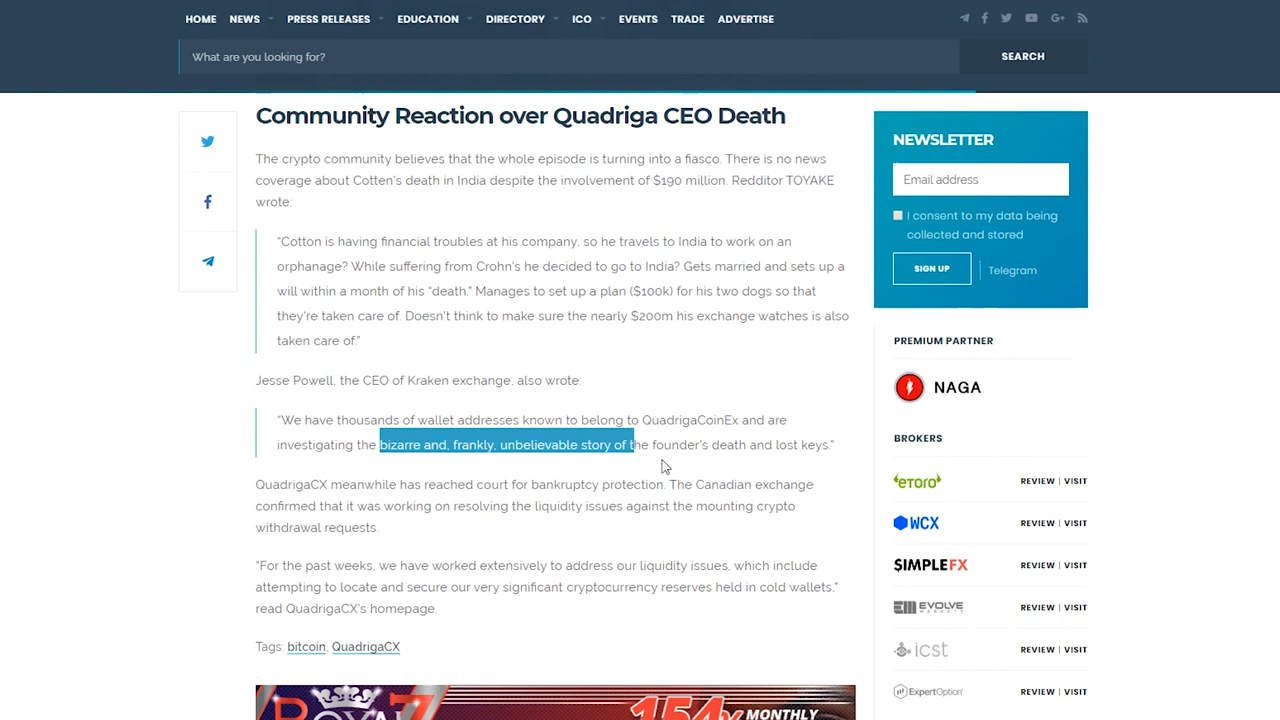 HOME NEWS PRESS RELEASES EDUCATION DIRECTORY ICO EVENTS TRADE ADVERTISE
What are you looking for? SEARCH
Community Reaction over Quadriga CEO Death
The crypto community believes that the whole episode is turning into a fiasco. There is no news
coverage about Cotten's death in India despite the involvement of $190 million. Redditor TOYAKE
wrote:
“Cotton is having financial troubles at his company, so he travels to India to work on an
orphanage? While suffering from Crohn's he decided to go to India? Gets married and sets up a
will within a month of his “death.” Manages to set up a plan ($100k) for his two dogs so that
they're taken care of. Doesn't think to make sure the nearly $200m his exchange watches is also
taken care of.”
Jesse Powell, the CEO of Kraken exchange, also wrote:
“We have thousands of wallet addresses known to belong to QuadrigaCoinEx and are
investigating the bizarre and, frankly, unbelievable story of the founder's death and lost keys.”
QuadrigaCX meanwhile has reached court for bankruptcy protection. The Canadian exchange
confirmed that it was working on resolving the liquidity issues against the mounting crypto
withdrawal requests.
“For the past weeks, we have worked extensively to address our liquidity issues, which include
attempting to locate and secure our very significant cryptocurrency reserves held in cold wallets,”
read QuadrigaCX's homepage.
Tags: bitcoin, QuadrigaCX
154x MONTHLY
NEWSLETTER
Email address
I consent to my data being
collected and stored
SIGN UP Telegram
PREMIUM PARTNER
NAGA
BROKERS
etoro REVIEW | VISIT
WCX REVIEW | VISIT
$IMPLEFX REVIEW | VISIT
EVOLVE MARKETS REVIEW | VISIT
icst REVIEW | VISIT
ExpertOption REVIEW | VISIT